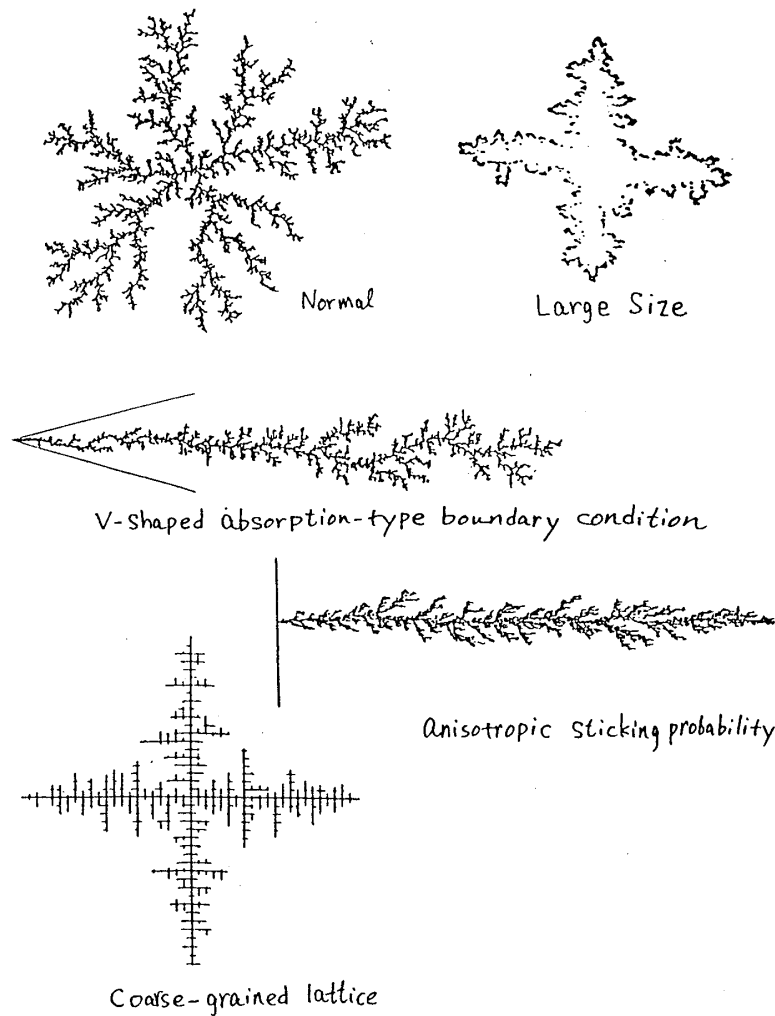 Normal
Large Size
V-shaped absorption-type boundary condition
Anisotropic sticking probability
Coarse-grained lattice